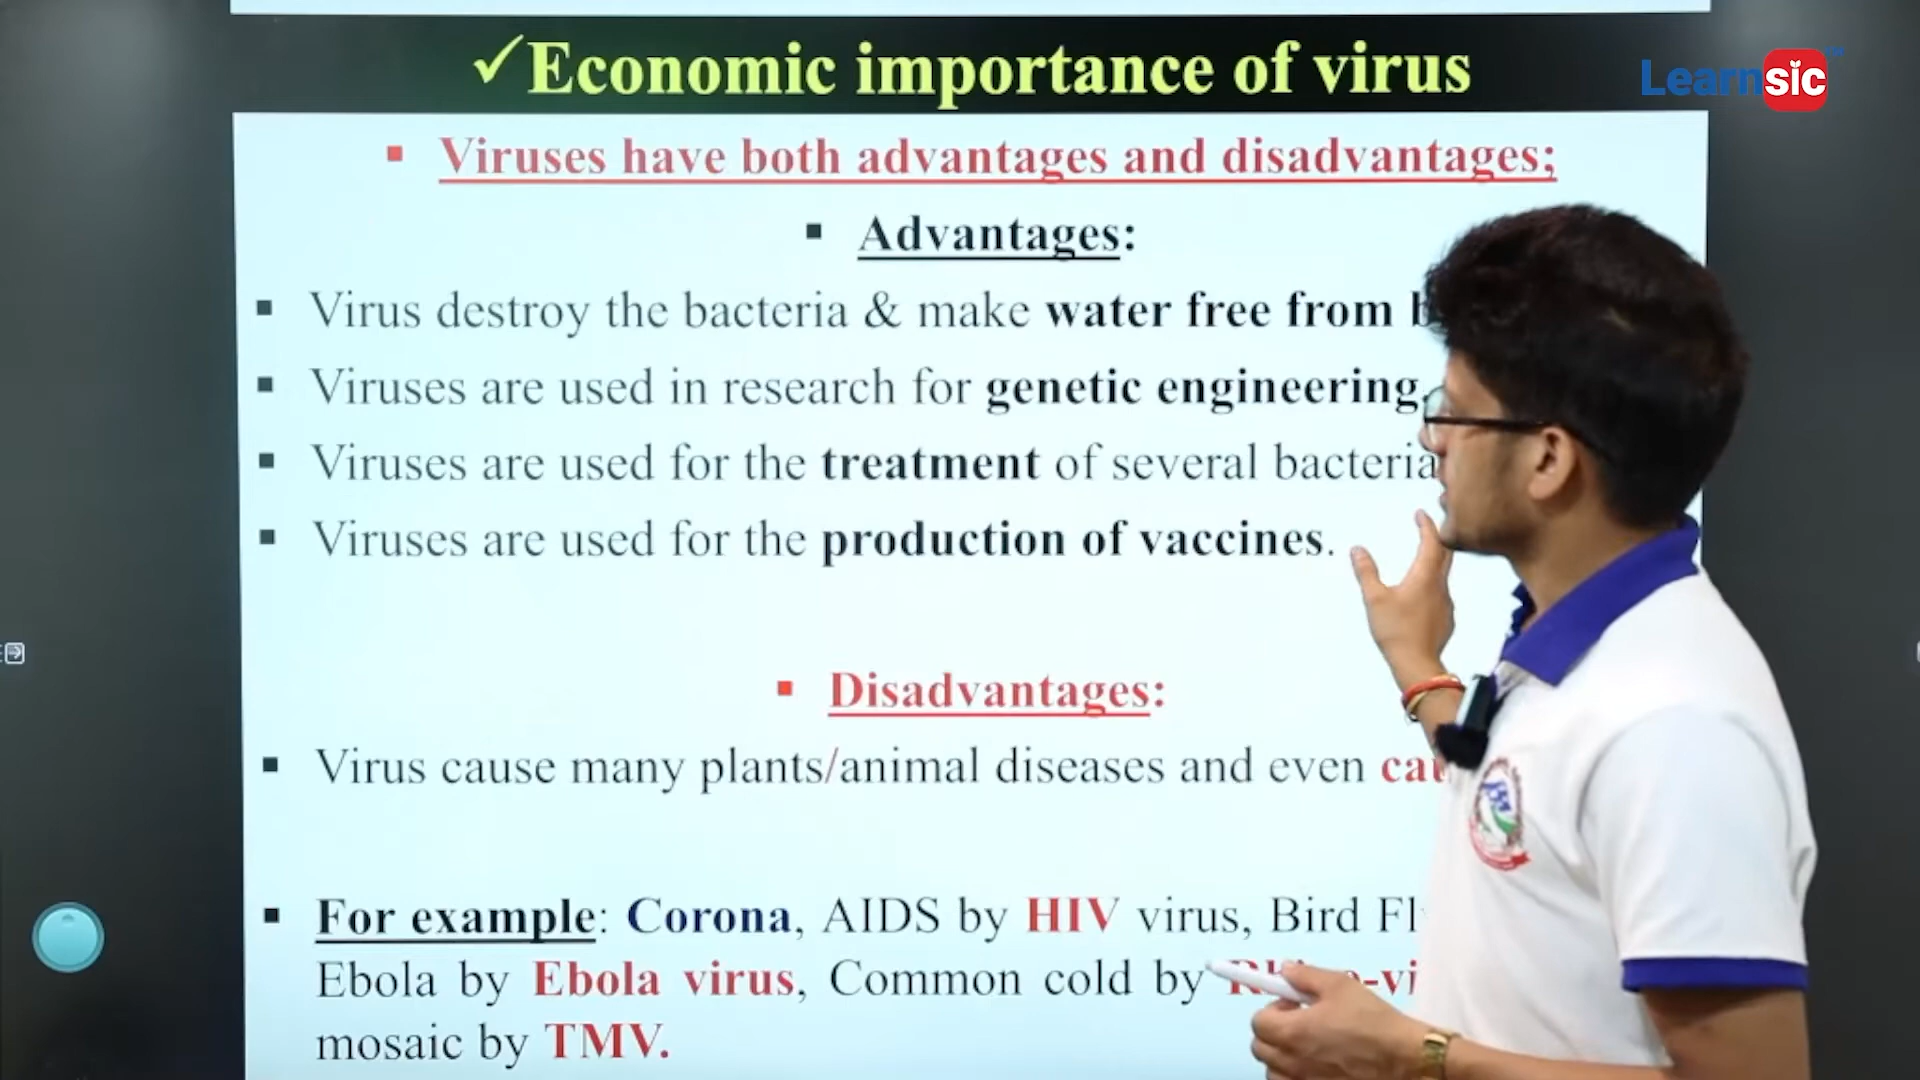 ✓Economic importance of virus
Learnsic
▪ Viruses have both advantages and disadvantages;
▪ Advantages:
▪ Virus destroy the bacteria & make water free from
▪ Viruses are used in research for genetic engineering.
▪ Viruses are used for the treatment of several bacteria
▪ Viruses are used for the production of vaccines.
▪ Disadvantages:
▪ Virus cause many plants/animal diseases and even
▪ For example: Corona, AIDS by HIV virus, Bird
Ebola by Ebola virus, Common cold by
mosaic by TMV.